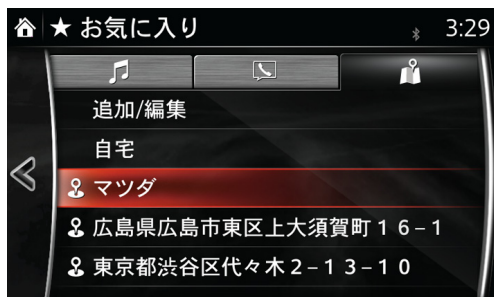 ★ お気に入り 3:29
追加/編集
自宅
マツダ
広島県広島市東区上大須賀町１６−１
東京都渋谷区代々木２−１３−１０